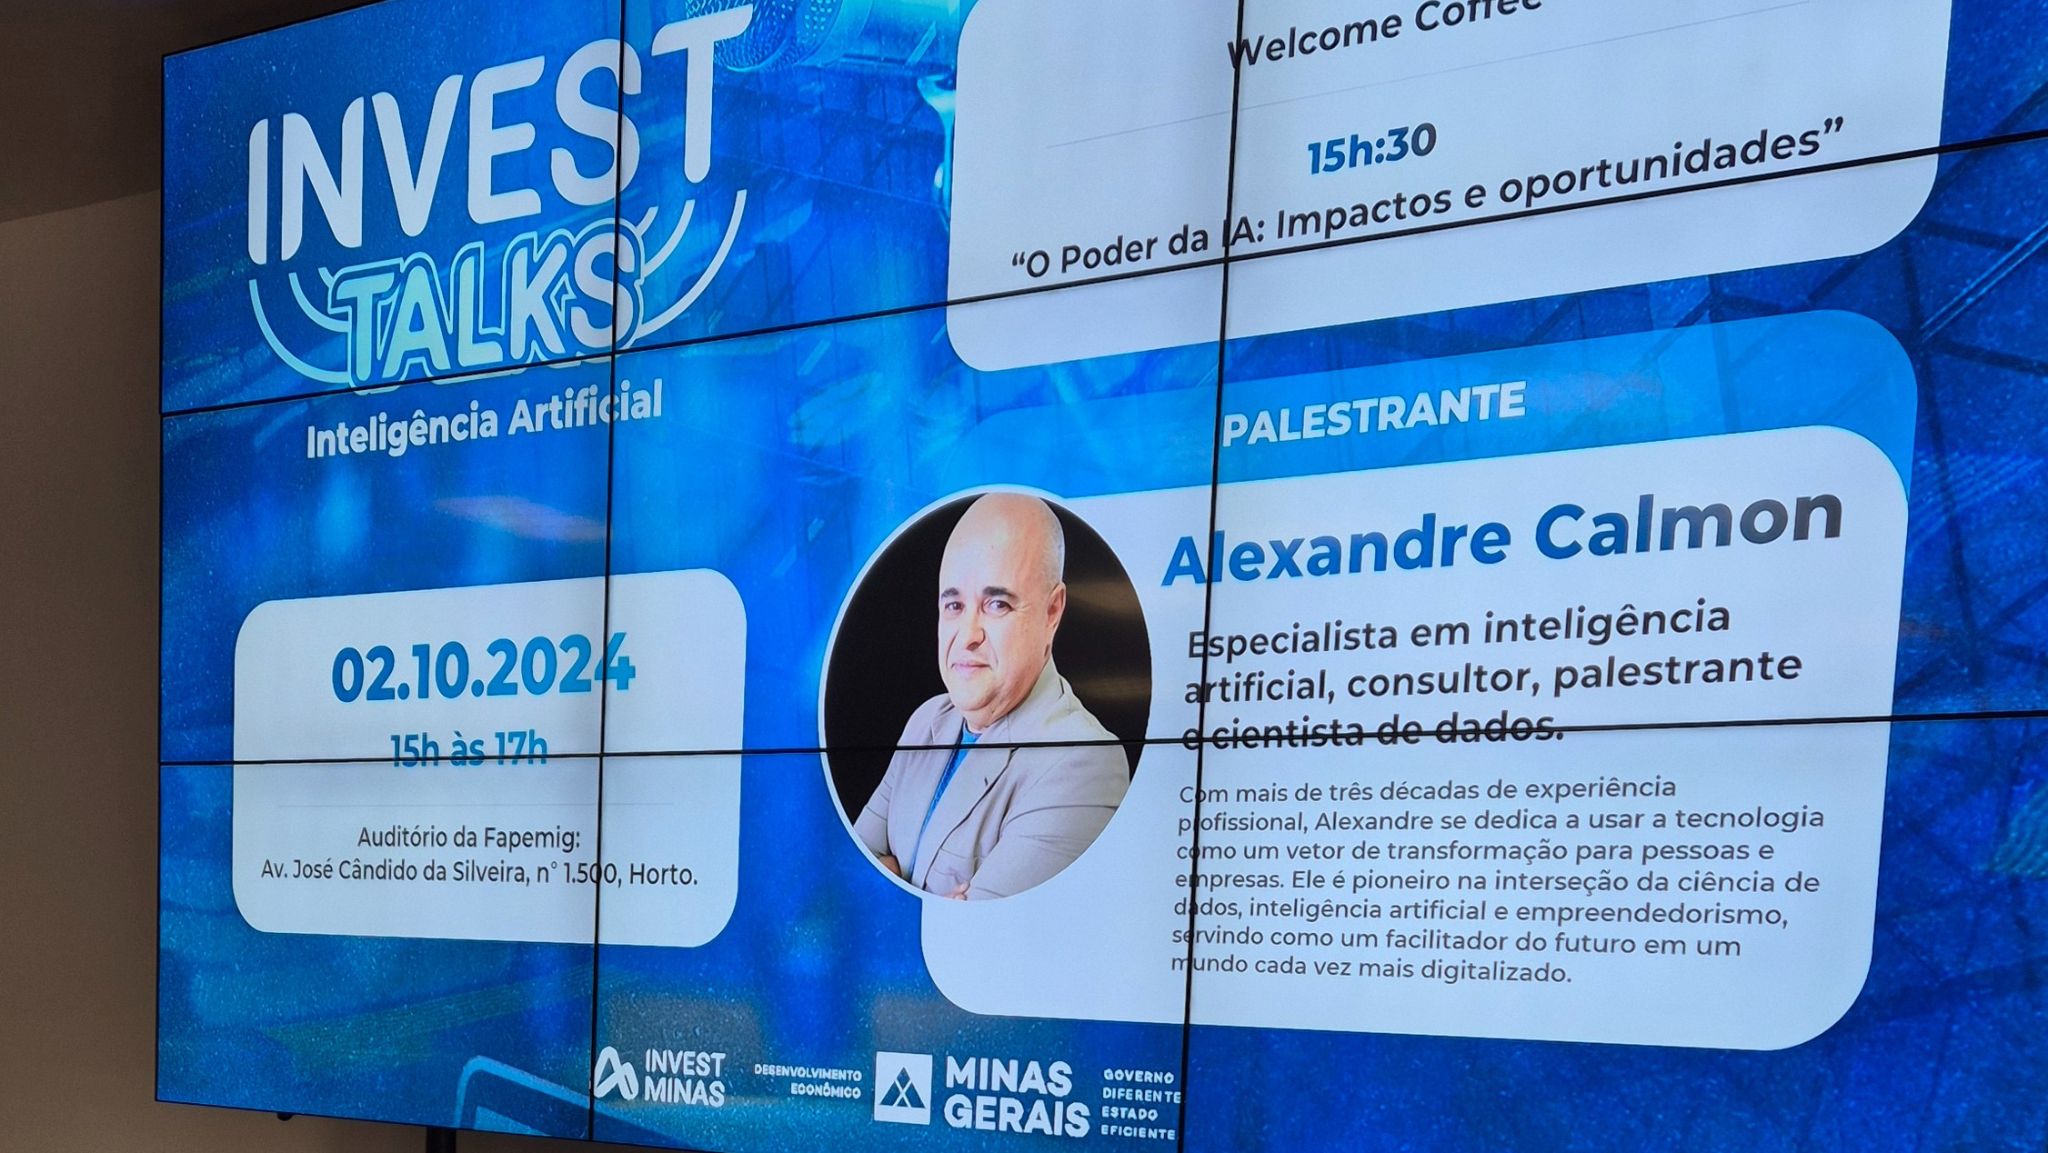 INVEST
TALKS
Inteligência Artificial
02.10.2024
15h às 17h
Auditório da Fapemig:
Av. José Cândido da Silveira, n° 1.500, Horto.
Welcome Coffee
15h:30
“O Poder da IA: Impactos e oportunidades”
PALESTRANTE
Alexandre Calmon
Especialista em inteligência
artificial, consultor, palestrante
e cientista de dados.
Com mais de três décadas de experiência
profissional, Alexandre se dedica a usar a tecnologia
como um vetor de transformação para pessoas e
empresas. Ele é pioneiro na interseção da ciência de
dados, inteligência artificial e empreendedorismo,
servindo como um facilitador do futuro em um
mundo cada vez mais digitalizado.
INVEST
MINAS
DESENVOLVIMENTO
ECONÔMICO
MINAS
GERAIS
GOVERNO
DIFERENTE
ESTADO
EFICIENTE